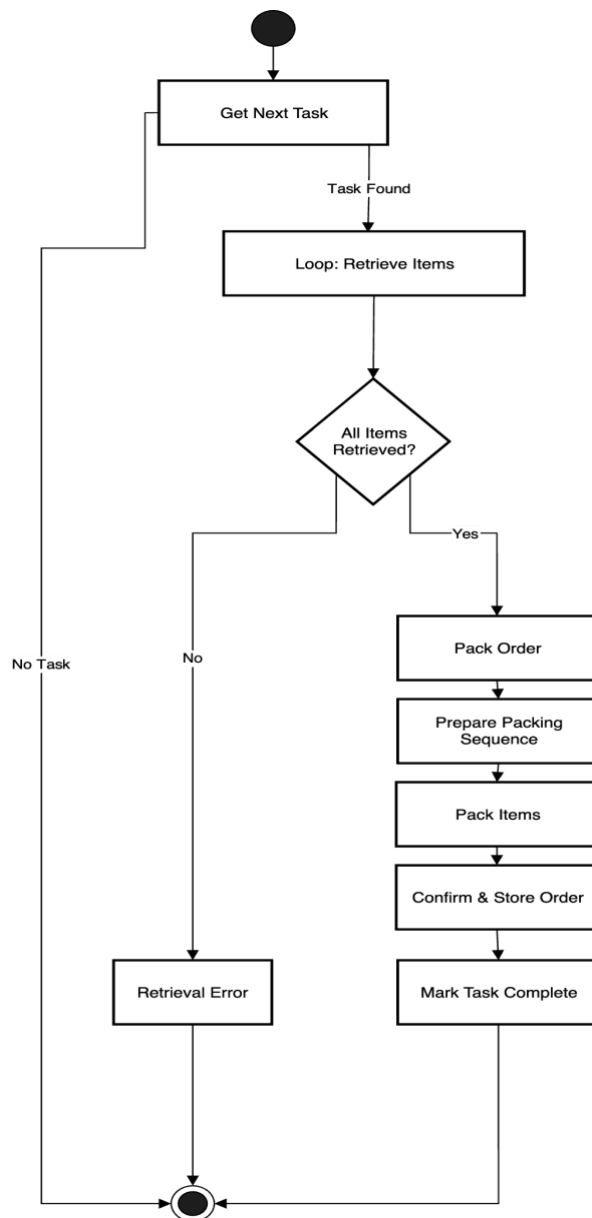 Get Next Task
Task Found
Loop: Retrieve Items
All Items
Retrieved?
Yes
Pack Order
No
No Task
Prepare Packing
Sequence
Pack Items
Confirm & Store Order
Retrieval Error
Mark Task Complete